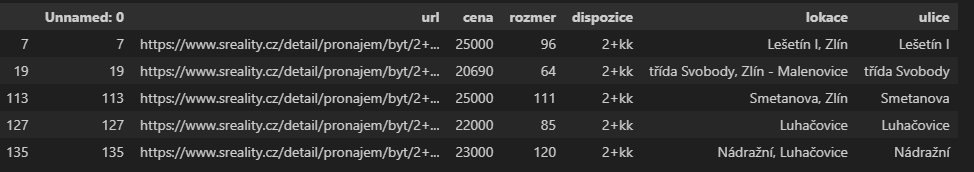 Unnamed: 0 url cena rozmer dispozice lokace ulice
7 7 https://www.sreality.cz/detail/pronajem/byt/2+... 25000 96 2+kk Lešetín I, Zlín Lešetín I
19 19 https://www.sreality.cz/detail/pronajem/byt/2+... 20690 64 2+kk třída Svobody, Zlín - Malenovice třída Svobody
113 113 https://www.sreality.cz/detail/pronajem/byt/2+... 25000 111 2+kk Smetanova, Zlín Smetanova
127 127 https://www.sreality.cz/detail/pronajem/byt/2+... 22000 85 2+kk Luhačovice Luhačovice
135 135 https://www.sreality.cz/detail/pronajem/byt/2+... 23000 120 2+kk Nádražní, Luhačovice Nádražní